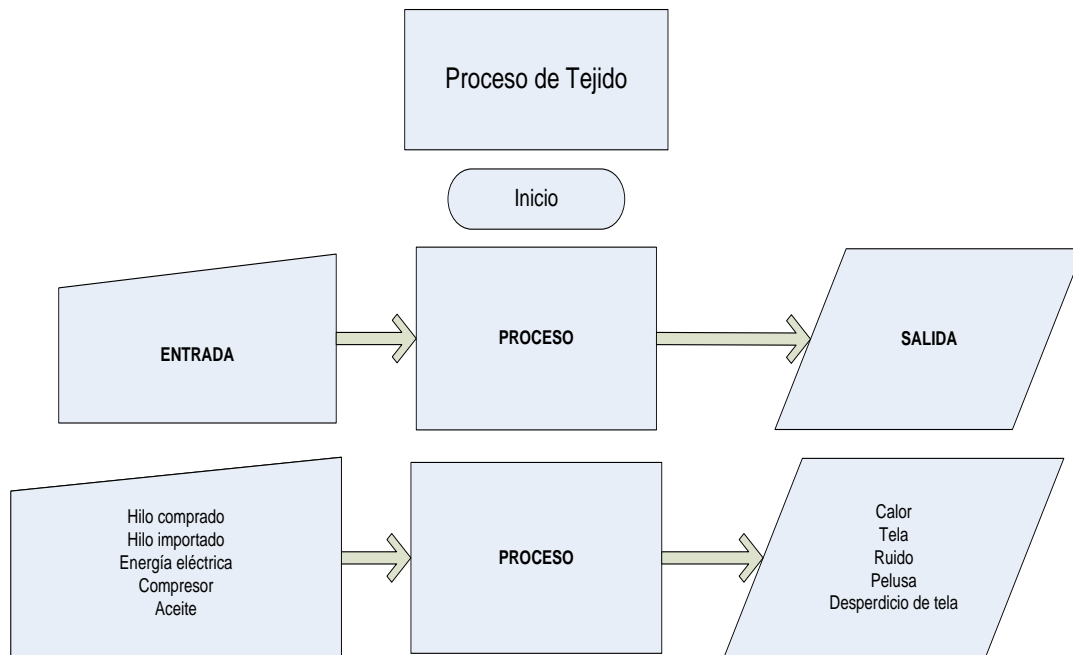 Proceso de Tejido
Inicio
ENTRADA
PROCESO
SALIDA
Hilo comprado
Hilo importado
Energía eléctrica
Compresor
Aceite
PROCESO
Calor
Tela
Ruido
Pelusa
Desperdicio de tela